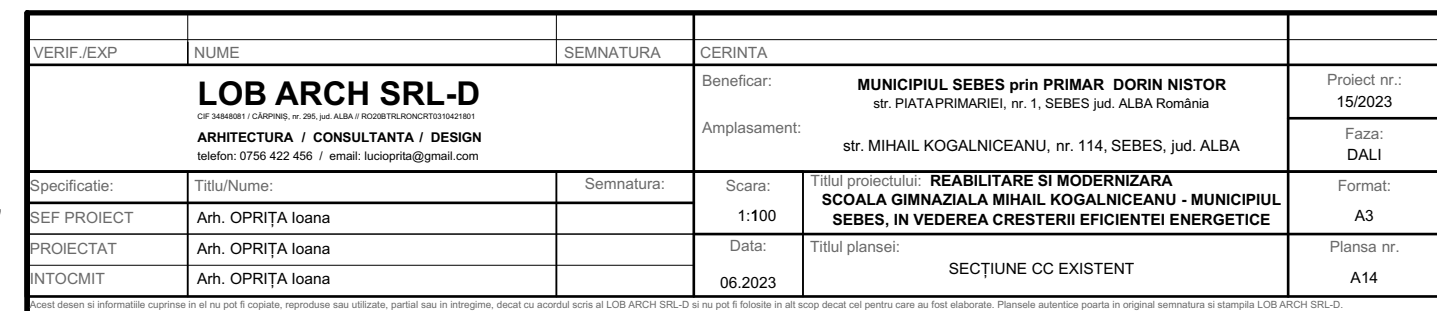 VERIF./EXP NUME SEMNATURA CERINTA
LOB ARCH SRL-D
CIF 34848081 / CĂRPINIŞ, nr. 295, jud. ALBA // RO20BTRLRONCRT0310421801
ARHITECTURA / CONSULTANTA / DESIGN
telefon: 0756 422 456 / email: lucioprita@gmail.com
Beneficar: MUNICIPIUL SEBES prin PRIMAR DORIN NISTOR
str. PIATA PRIMARIEI, nr. 1, SEBES jud. ALBA România
Amplasament:
str. MIHAIL KOGALNICEANU, nr. 114, SEBES, jud. ALBA
Proiect nr.:
15/2023
Faza:
DALI
Specificatie: Titlu/Nume: Semnatura:
SEF PROIECT Arh. OPRIȚA Ioana
PROIECTAT Arh. OPRIȚA Ioana
INTOCMIT Arh. OPRIȚA Ioana
Scara:
1:100
Data:
06.2023
Titlul proiectului: REABILITARE SI MODERNIZARA
SCOALA GIMNAZIALA MIHAIL KOGALNICEANU - MUNICIPIUL
SEBES, IN VEDEREA CRESTERII EFICIENTEI ENERGETICE
Titlul plansei:
SECȚIUNE CC EXISTENT
Format:
A3
Plansa nr.
A14
Acest desen si informatiile cuprinse in el nu pot fi copiate, reproduse sau utilizate, partial sau in intregime, decat cu acordul scris al LOB ARCH SRL-D si nu pot fi folosite in alt scop decat cel pentru care au fost elaborate. Plansele autentice poarta in original semnatura si stampila LOB ARCH SRL-D.